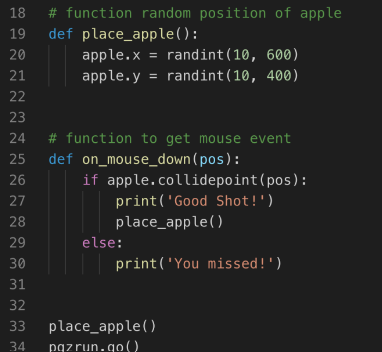 18 # function random position of apple
19 def place_apple():
20     apple.x = randint(10, 600)
21     apple.y = randint(10, 400)
22
23
24 # function to get mouse event
25 def on_mouse_down(pos):
26     if apple.collidepoint(pos):
27         print('Good Shot!')
28         place_apple()
29     else:
30         print('You missed!')
31
32
33 place_apple()
34 pgzrun.go()